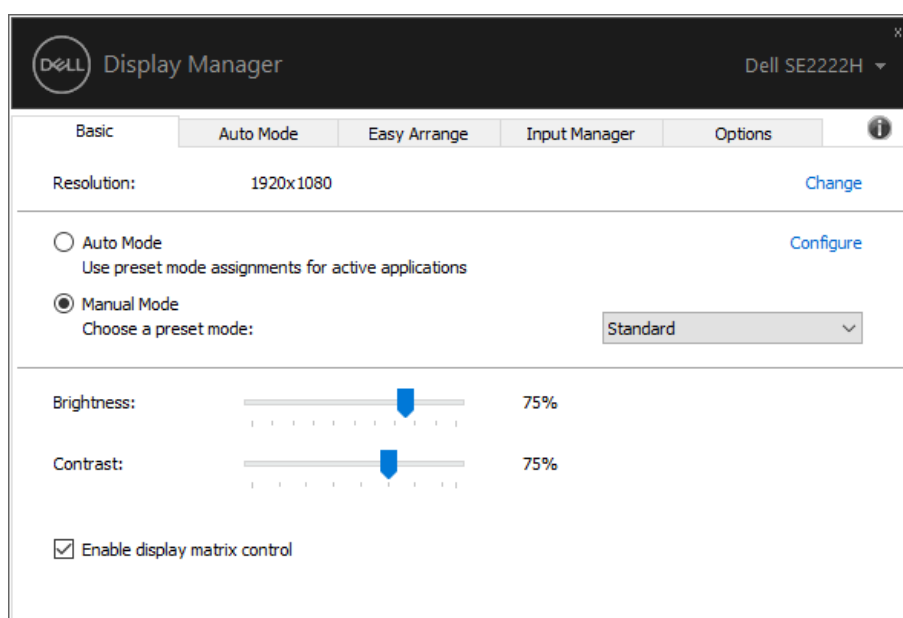 DELL Display Manager Dell SE2222H
x
Basic Auto Mode Easy Arrange Input Manager Options i
Resolution: 1920x1080 Change
Auto Mode Configure
Use preset mode assignments for active applications
Manual Mode
Choose a preset mode: Standard
Brightness: 75%
Contrast: 75%
Enable display matrix control